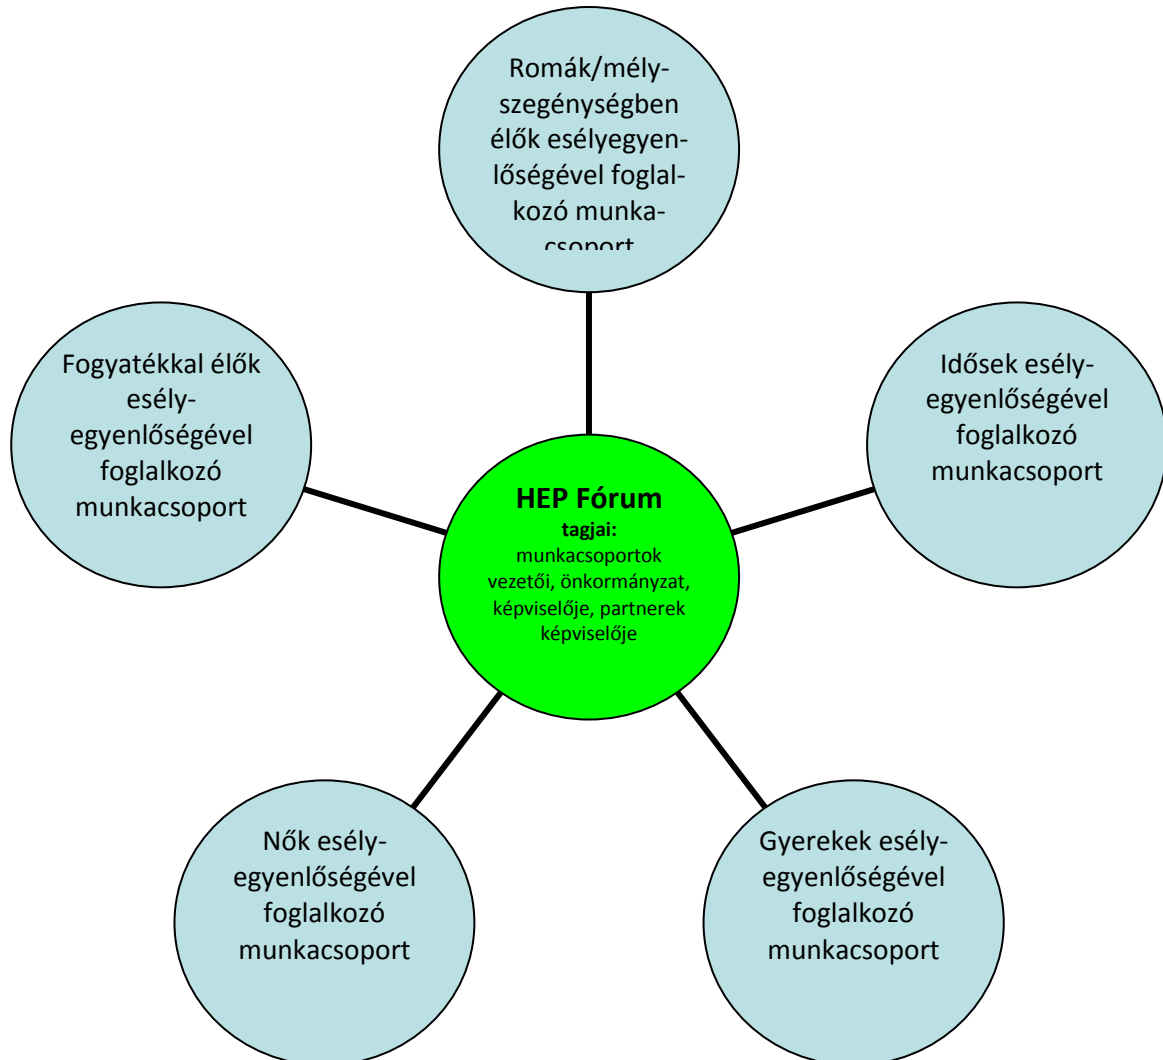 Romák/mély-
szegénységben
élők esélyegyen-
lőségével foglal-
kozó munka-
csoport
Fogyatékkal élők
esély-
egyenlőségével
foglalkozó
munkacsoport
Idősek esély-
egyenlőségével
foglalkozó
munkacsoport
HEP Fórum
tagjai:
munkacsoportok
vezetői, önkormányzat,
képviselője, partnerek
képviselője
Nők esély-
egyenlőségével
foglalkozó
munkacsoport
Gyerekek esély-
egyenlőségével
foglalkozó
munkacsoport